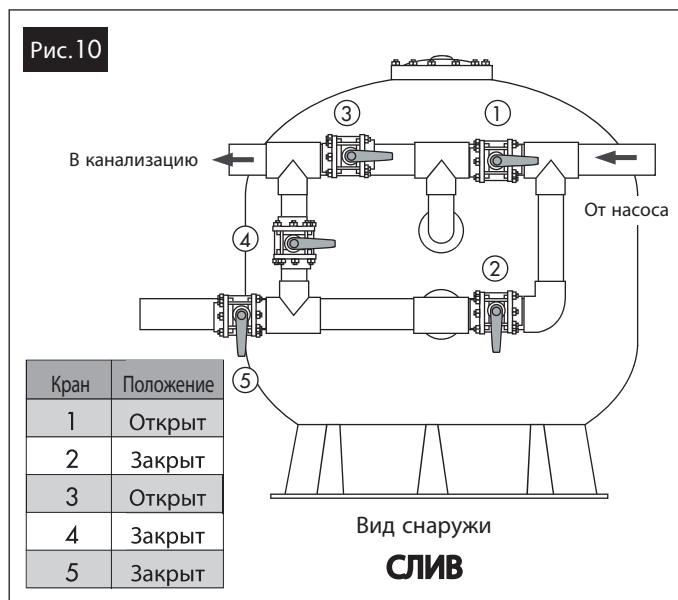 Рис.10
③ ①
В канализацию
От насоса
④
②
⑤
Кран Положение
1 Открыт
2 Закрыт
3 Открыт
4 Закрыт
5 Закрыт
Вид снаружи
СЛИВ